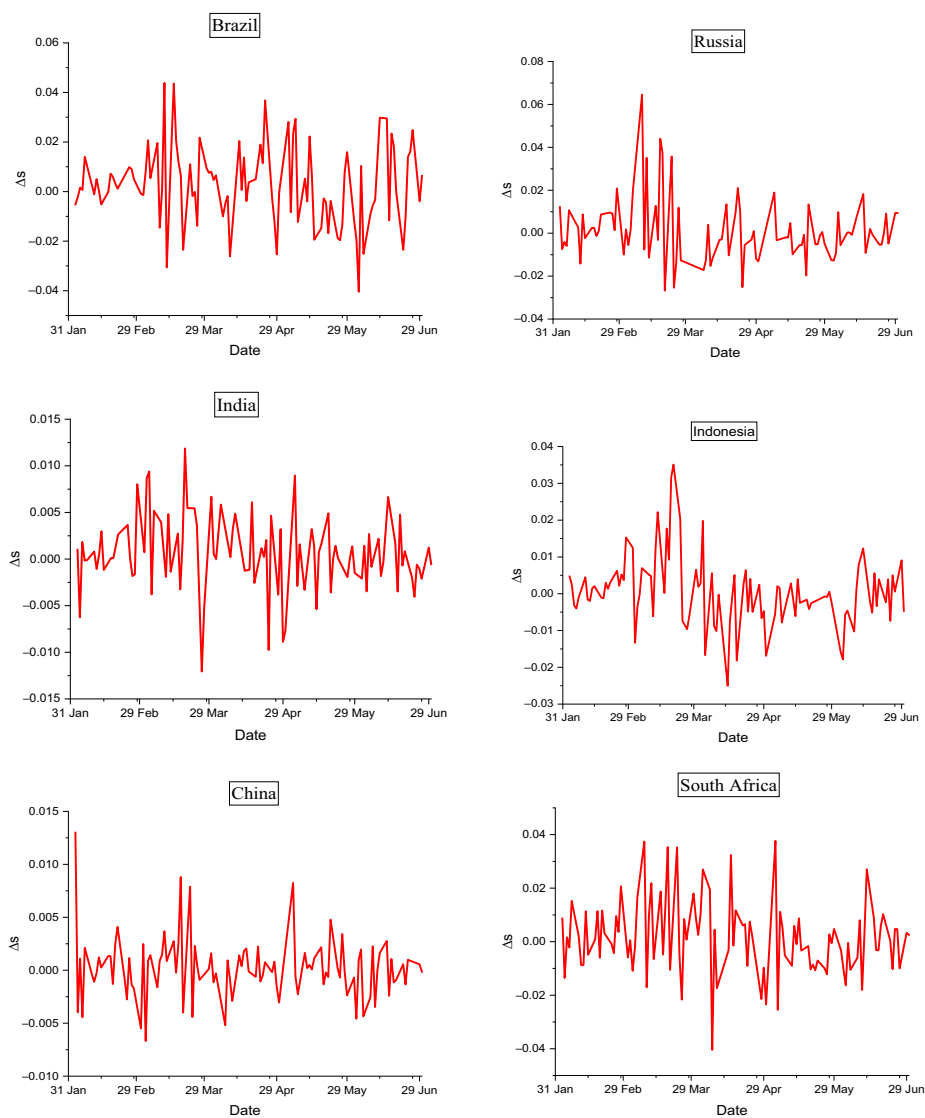 Brazil
0.06
0.04
0.02
0.00
−0.02
−0.04
Δs
31 Jan 29 Feb 29 Mar 29 Apr 29 May 29 Jun
Date
Russia
0.08
0.06
0.04
0.02
0.00
−0.02
−0.04
Δs
31 Jan 29 Feb 29 Mar 29 Apr 29 May 29 Jun
Date
India
0.015
0.010
0.005
0.000
−0.005
−0.010
−0.015
Δs
31 Jan 29 Feb 29 Mar 29 Apr 29 May 29 Jun
Date
Indonesia
0.04
0.03
0.02
0.01
0.00
−0.01
−0.02
−0.03
Δs
31 Jan 29 Feb 29 Mar 29 Apr 29 May 29 Jun
Date
China
0.015
0.010
0.005
0.000
−0.005
−0.010
Δs
31 Jan 29 Feb 29 Mar 29 Apr 29 May 29 Jun
Date
South Africa
0.04
0.02
0.00
−0.02
−0.04
Δs
31 Jan 29 Feb 29 Mar 29 Apr 29 May 29 Jun
Date